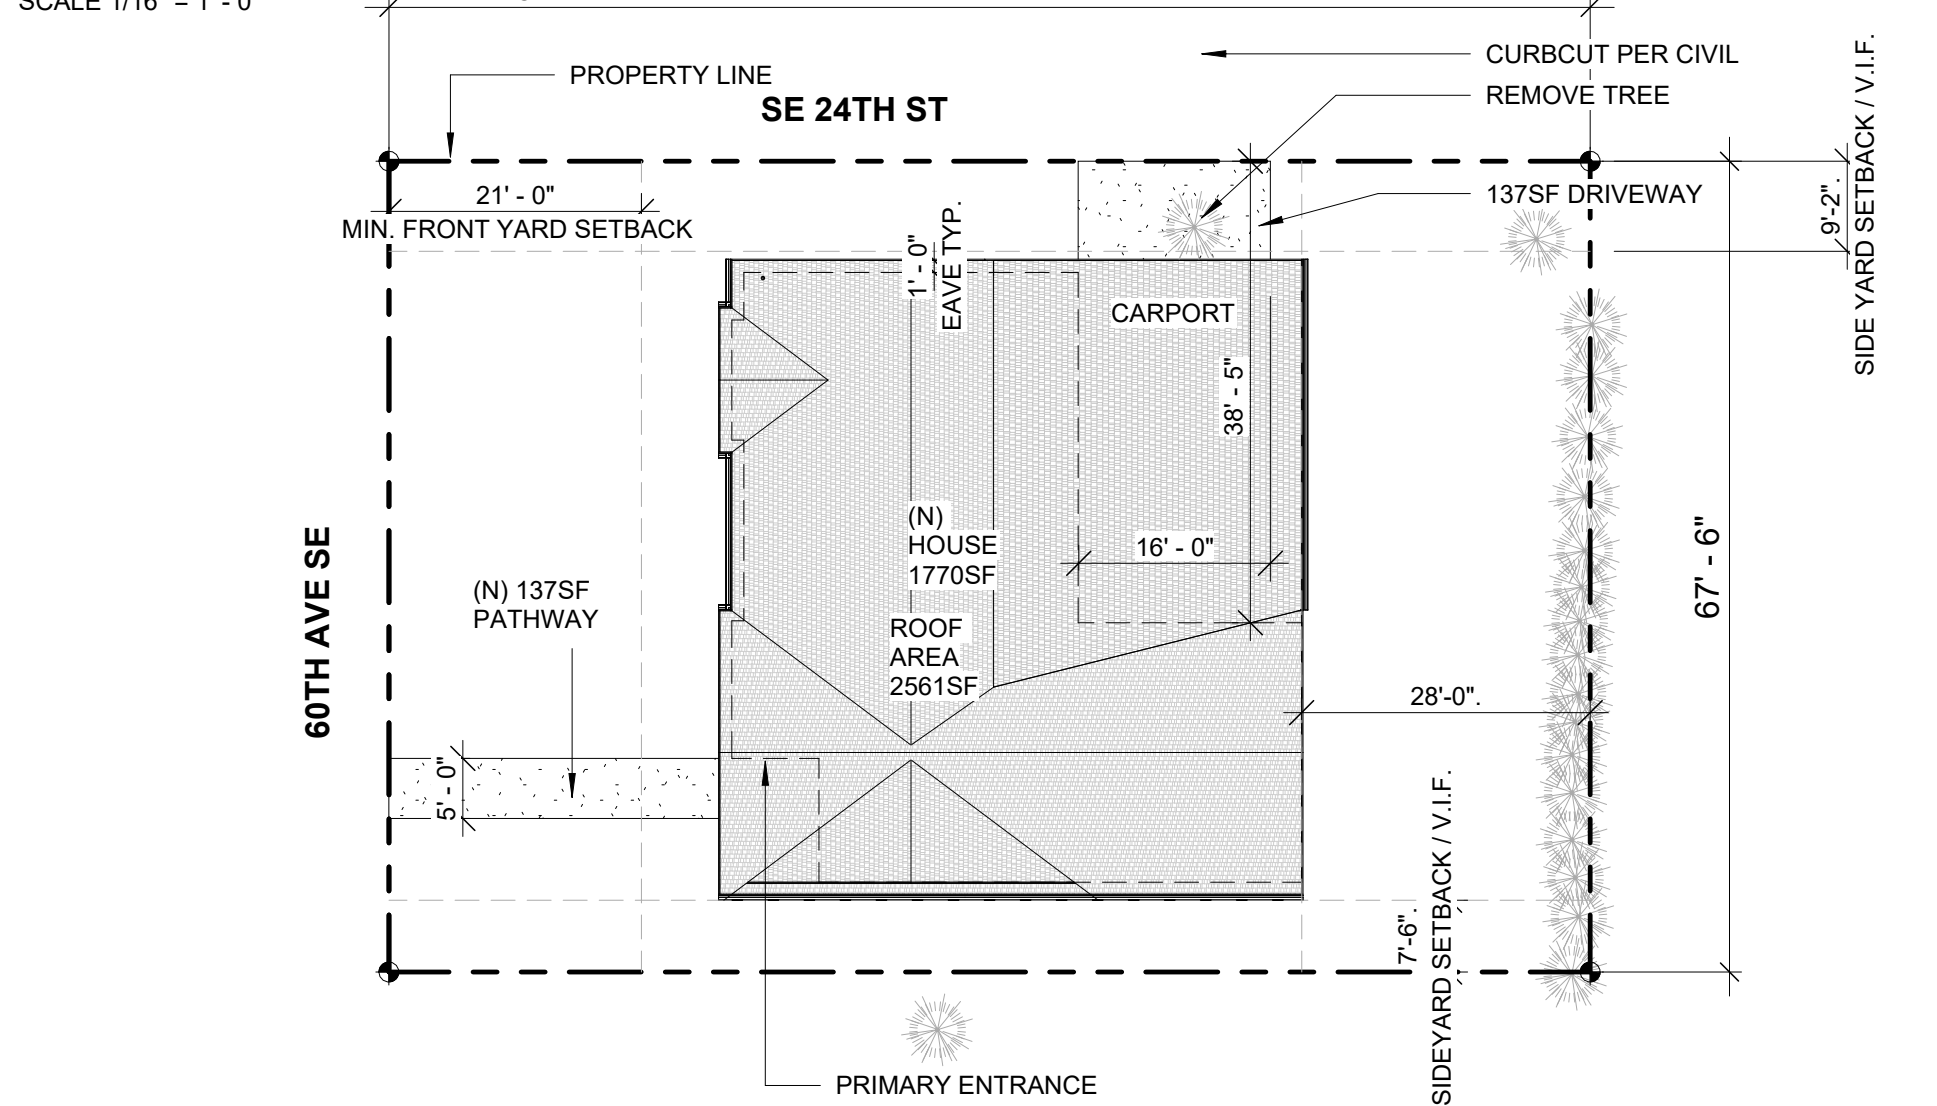 SCALE 1/16" = 1' - 0"
PROPERTY LINE
SE 24TH ST
CURBCUT PER CIVIL
REMOVE TREE
137SF DRIVEWAY
21' - 0"
MIN. FRONT YARD SETBACK
1' - 0"
EAVE TYP.
CARPORT
38' - 5"
9'-2".
SIDE YARD SETBACK / V.I.F.
67' - 6"
(N)
HOUSE
1770SF
16' - 0"
ROOF
AREA
2561SF
60TH AVE SE
(N) 137SF
PATHWAY
28'-0".
5' - 0"
7'-6".
SIDEYARD SETBACK / V.I.F.
PRIMARY ENTRANCE